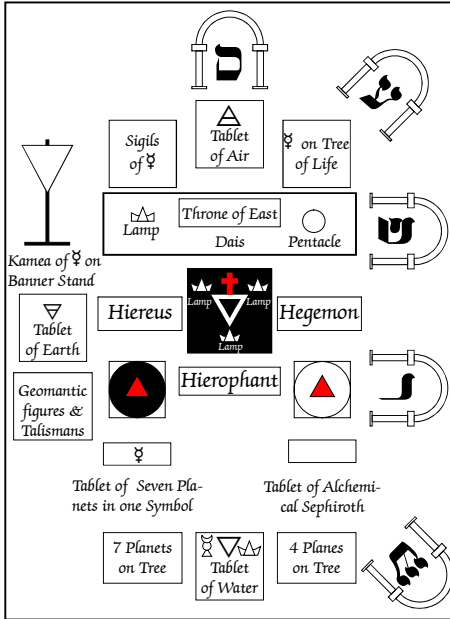 Sigils
of ☿
Tablet
of Air
☿ on Tree
of Life
ע
Lamp
Throne of East
Dais
Pentacle
ש
Kamea of ☿ on
Banner Stand
Tablet
of Earth
Hiereus
Lamp
Lamp
Lamp
Hegemon
Hierophant
Geomantic
figures &
Talismans
☿
Tablet of Seven Pla-
nets in one Symbol
Tablet of Alchemi-
cal Sephiroth
7 Planets
on Tree
Tablet
of Water
4 Planes
on Tree